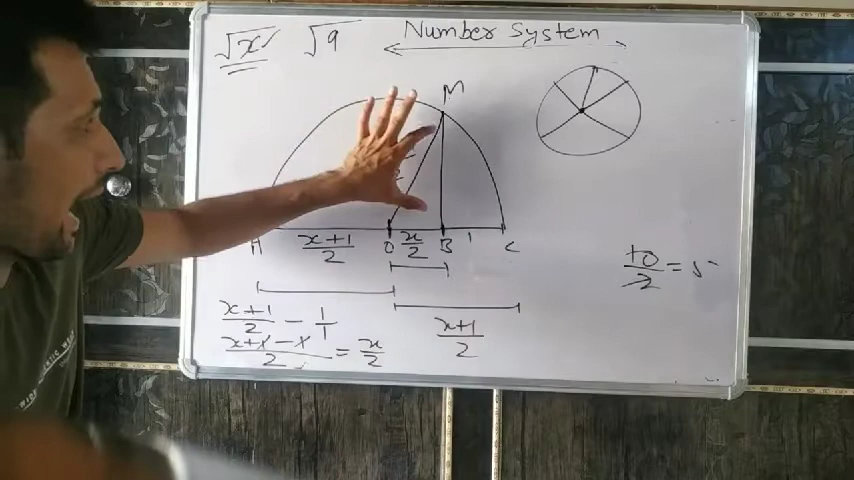 √x √9 Number System
M
A x+1/2 O x/2 B 1 C
10/2 = 5
x+1/2 - 1/1
x+1/2
x+1-1/2 = x/2